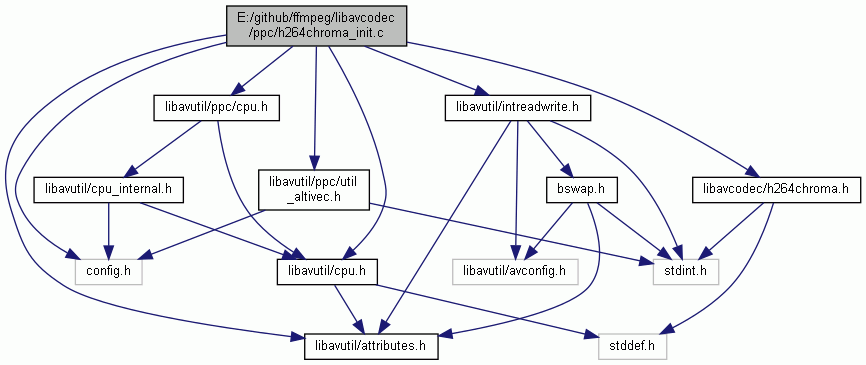 E:/github/ffmpeg/libavcodec
/ppc/h264chroma_init.c
libavutil/ppc/cpu.h
libavutil/intreadwrite.h
libavutil/cpu_internal.h
libavutil/ppc/util
_altivec.h
bswap.h
libavcodec/h264chroma.h
config.h
libavutil/cpu.h
libavutil/avconfig.h
stdint.h
libavutil/attributes.h
stddef.h